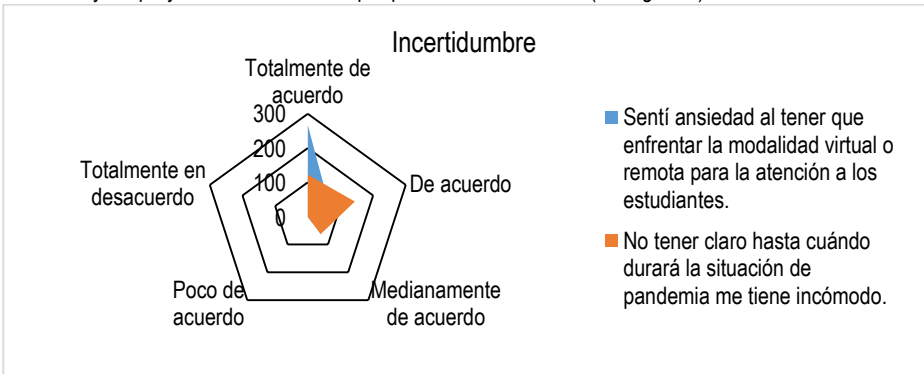 Incertidumbre
Totalmente de
acuerdo
300
200
100
0
De acuerdo
Medianamente
de acuerdo
Poco de
acuerdo
Totalmente en
desacuerdo
Sentí ansiedad al tener que
enfrentar la modalidad virtual o
remota para la atención a los
estudiantes.
No tener claro hasta cuándo
durará la situación de
pandemia me tiene incómodo.